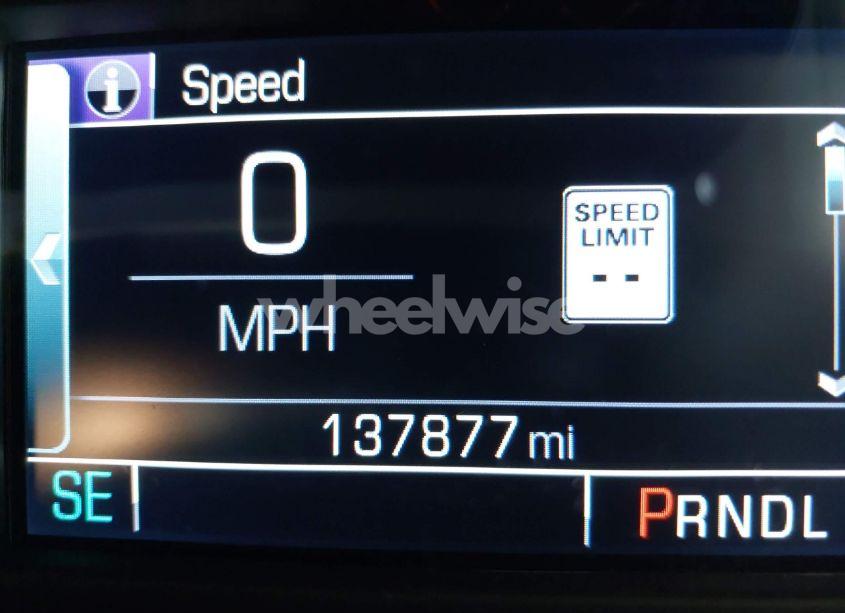 i Speed
0
SPEED
LIMIT
--
MPH
wheelwise
137877 mi
SE
PRNDL